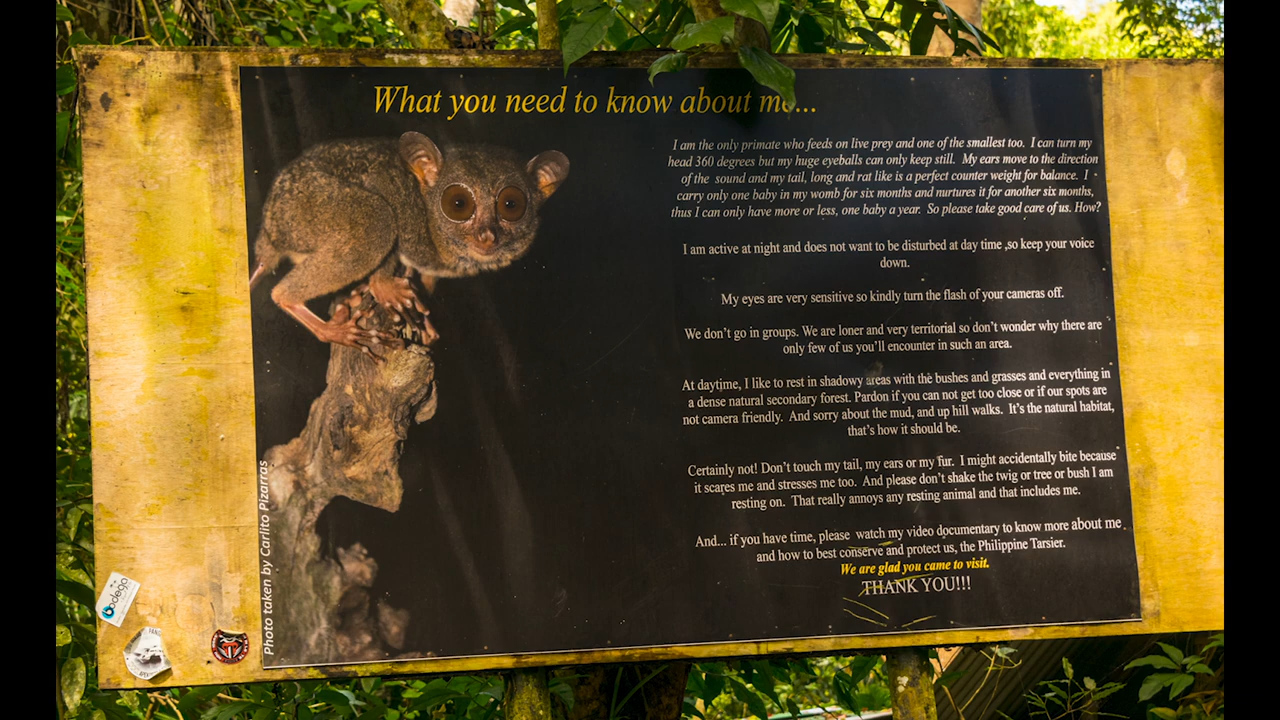 What you need to know about me...
I am the only primate who feeds on live prey and one of the smallest too. I can turn my
head 360 degrees but my huge eyeballs can only keep still. My ears move to the direction
of the sound and my tail, long and rat like is a perfect counter weight for balance. I
carry only one baby in my womb for six months and nurtures it for another six months,
thus I can only have more or less, one baby a year. So please take good care of us. How?
I am active at night and does not want to be disturbed at day time ,so keep your voice
down.
My eyes are very sensitive so kindly turn the flash of your cameras off.
We don't go in groups. We are loner and very territorial so don't wonder why there are
only few of us you'll encounter in such an area.
At daytime, I like to rest in shadowy areas with the bushes and grasses and everything in
a dense natural secondary forest. Pardon if you can not get too close or if our spots are
not camera friendly. And sorry about the mud, and up hill walks. It's the natural habitat,
that's how it should be.
Certainly not! Don't touch my tail, my ears or my fur. I might accidentally bite because
it scares me and stresses me too. And please don't shake the twig or tree or bush I am
resting on. That really annoys any resting animal and that includes me.
And... if you have time, please watch my video documentary to know more about me
and how to best conserve and protect us, the Philippine Tarsier.
We are glad you came to visit.
THANK YOU!!!
Photo taken by Carlito Pizarras